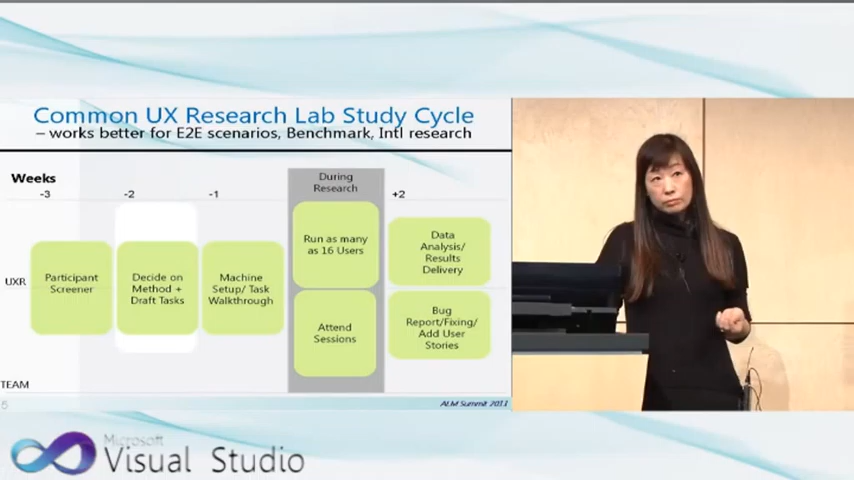 Common UX Research Lab Study Cycle
– works better for E2E scenarios, Benchmark, Intl research
Weeks
-3
-2
-1
During
Research
+2
UXR
Participant
Screener
Decide on
Method +
Draft Tasks
Machine
Setup/ Task
Walkthrough
Run as many
as 16 Users
Data
Analysis/
Results
Delivery
Attend
Sessions
Bug
Report/Fixing/
Add User
Stories
TEAM
5
ALM Summit 2011
Microsoft
Visual Studio